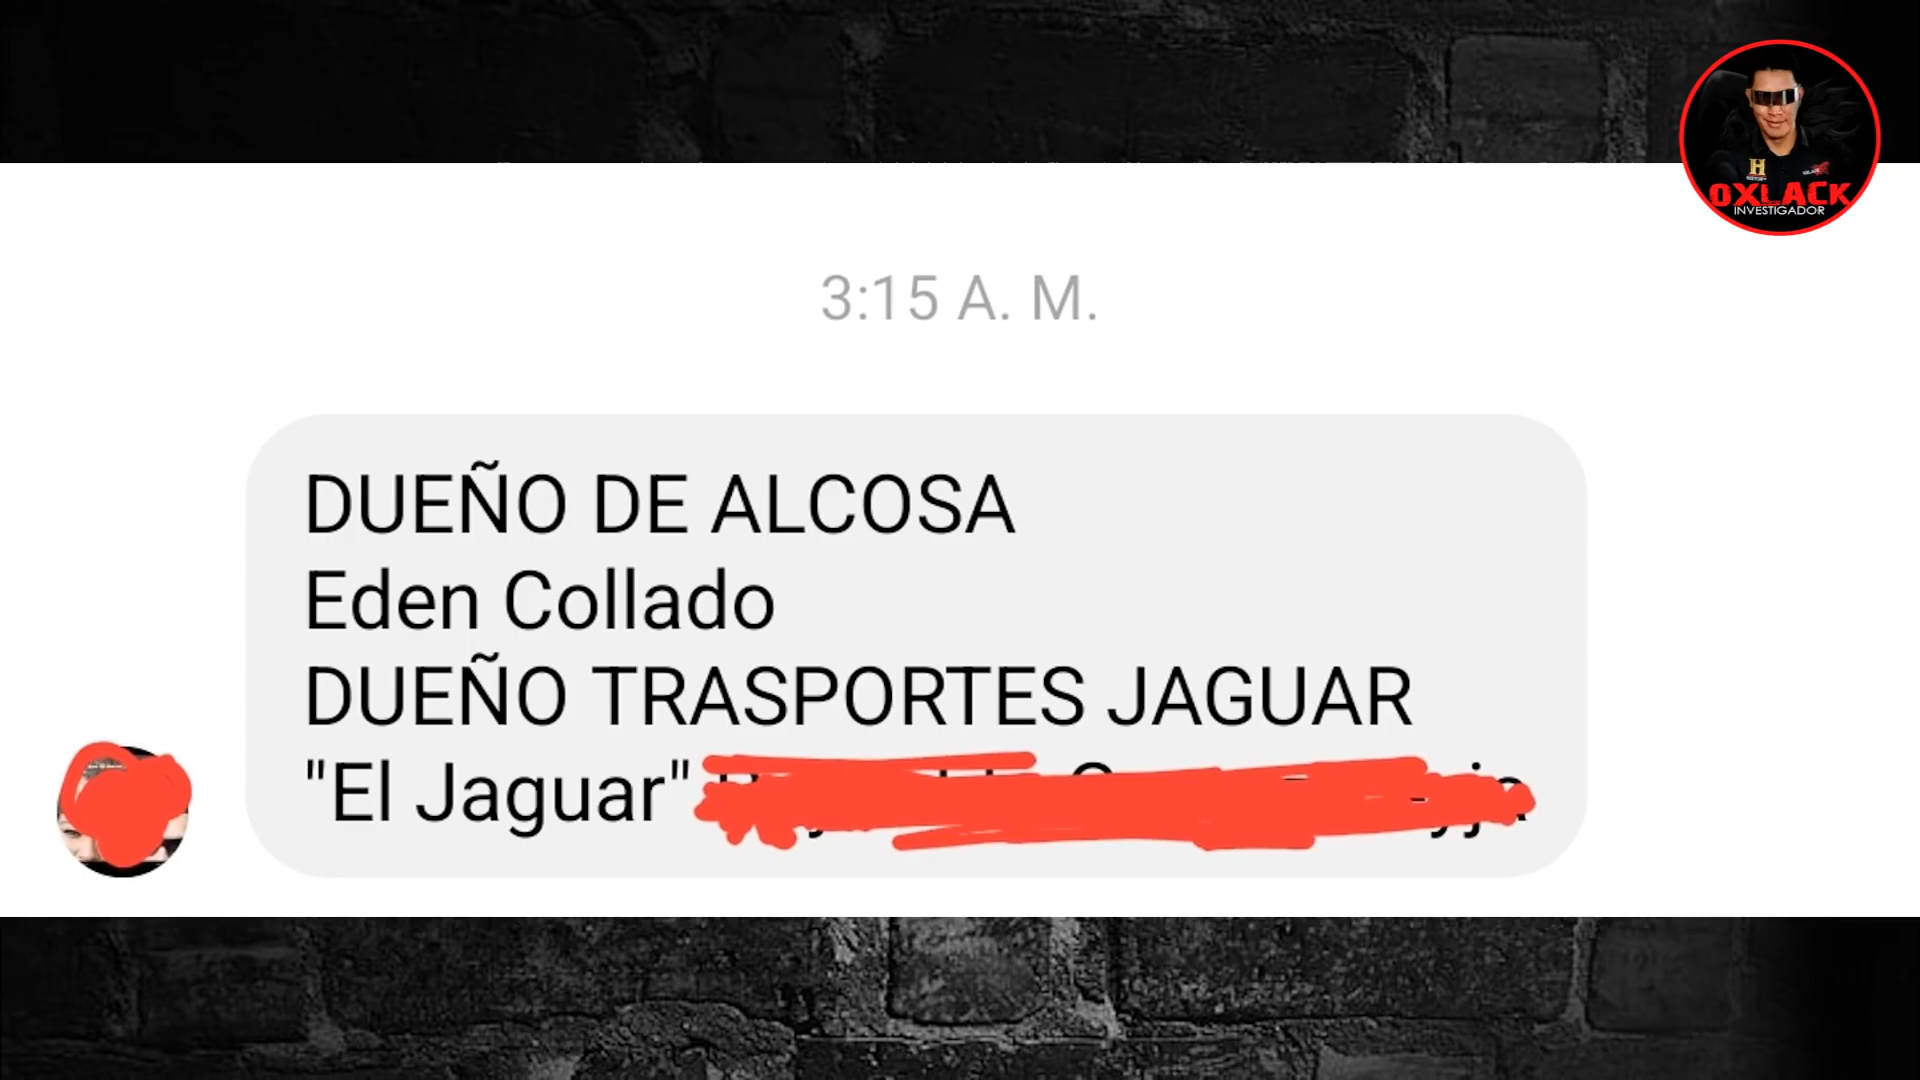 H
OXLACK
INVESTIGADOR
3:15 A. M.
DUEÑO DE ALCOSA
Eden Collado
DUEÑO TRASPORTES JAGUAR
"El Jaguar"